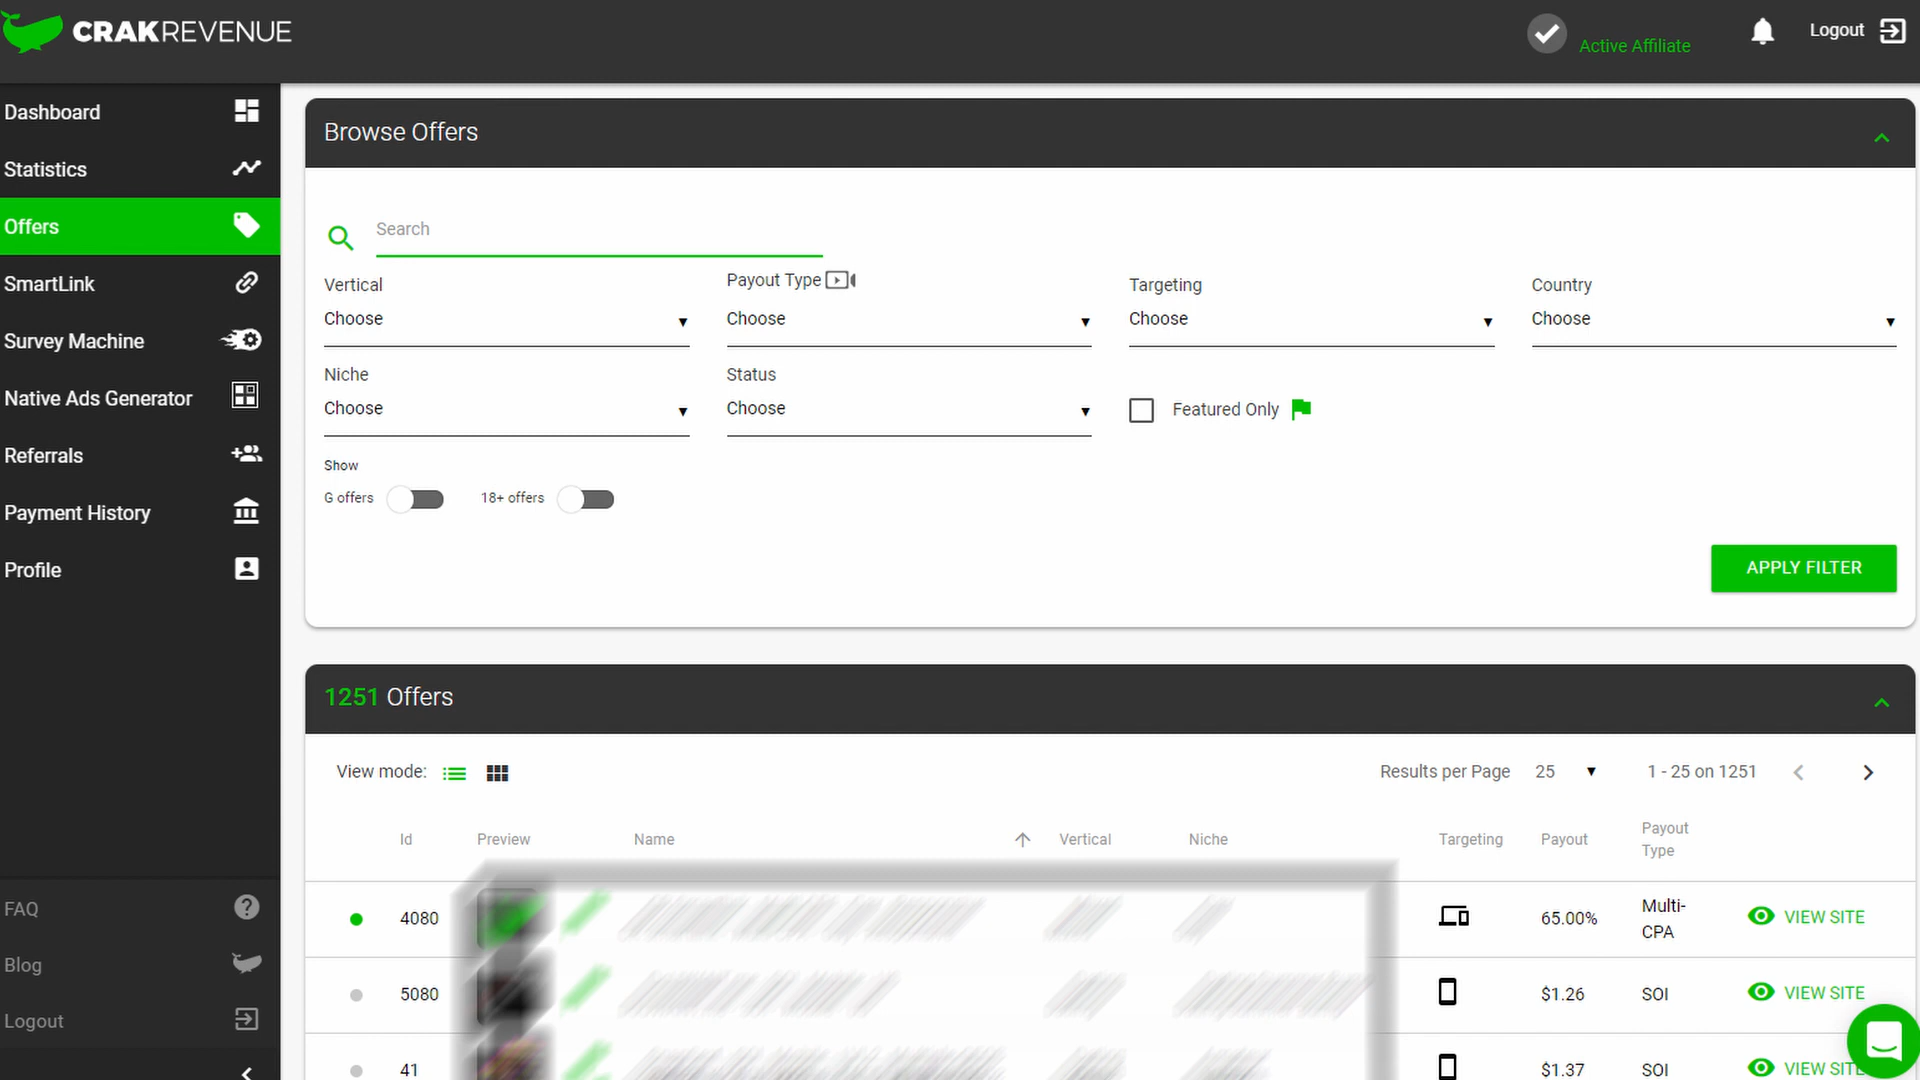 CRAKREVENUE
Active Affiliate
Logout
Dashboard
Statistics
Offers
SmartLink
Survey Machine
Native Ads Generator
Referrals
Payment History
Profile
FAQ
Blog
Logout
Browse Offers
Search
Vertical
Choose
Payout Type
Choose
Targeting
Choose
Country
Choose
Niche
Choose
Status
Choose
Featured Only
Show
G offers
18+ offers
APPLY FILTER
1251 Offers
View mode:
Results per Page 25
1 - 25 on 1251
Id Preview Name Vertical Niche Targeting Payout Payout
Type
4080 65.00% Multi-
CPA VIEW SITE
5080 $1.26 SOI VIEW SITE
41 $1.37 SOI VIEW SITE